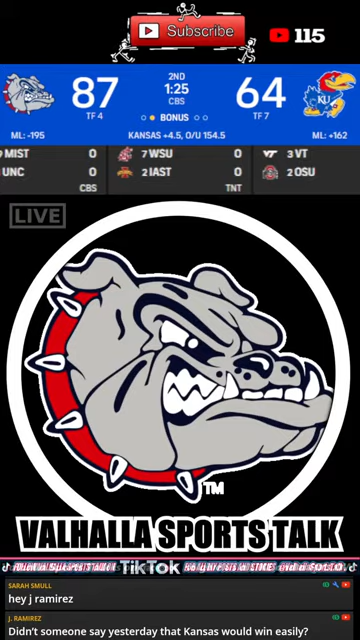 Subscribe
115
87
TF 4
2ND
1:25
CBS
BONUS
64
TF 7
KU
ML: -195
KANSAS +4.5, O/U 154.5
ML: +162
9 MIST 0
UNC 0
CBS
7 WSU 0
2 IAST 0
TNT
3 VT
2 OSU
LIVE
TM
VALHALLA SPORTS TALK
TikTok
SARAH SMULL
hey j ramirez
J. RAMIREZ
Didn't someone say yesterday that Kansas would win easily?